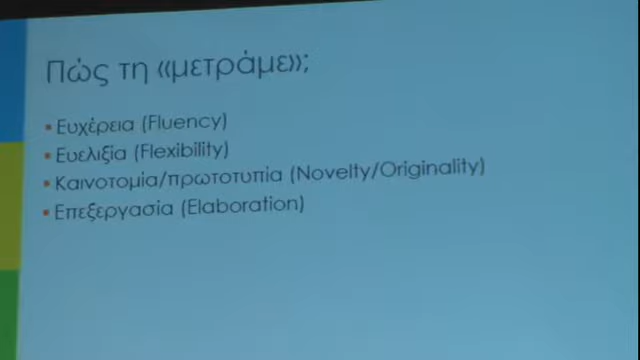 Πώς τη «μετράμε»;
▪ Ευχέρεια (Fluency)
▪ Ευελιξία (Flexibility)
▪ Καινοτομία/πρωτοτυπία (Novelty/Originality)
▪ Επεξεργασία (Elaboration)